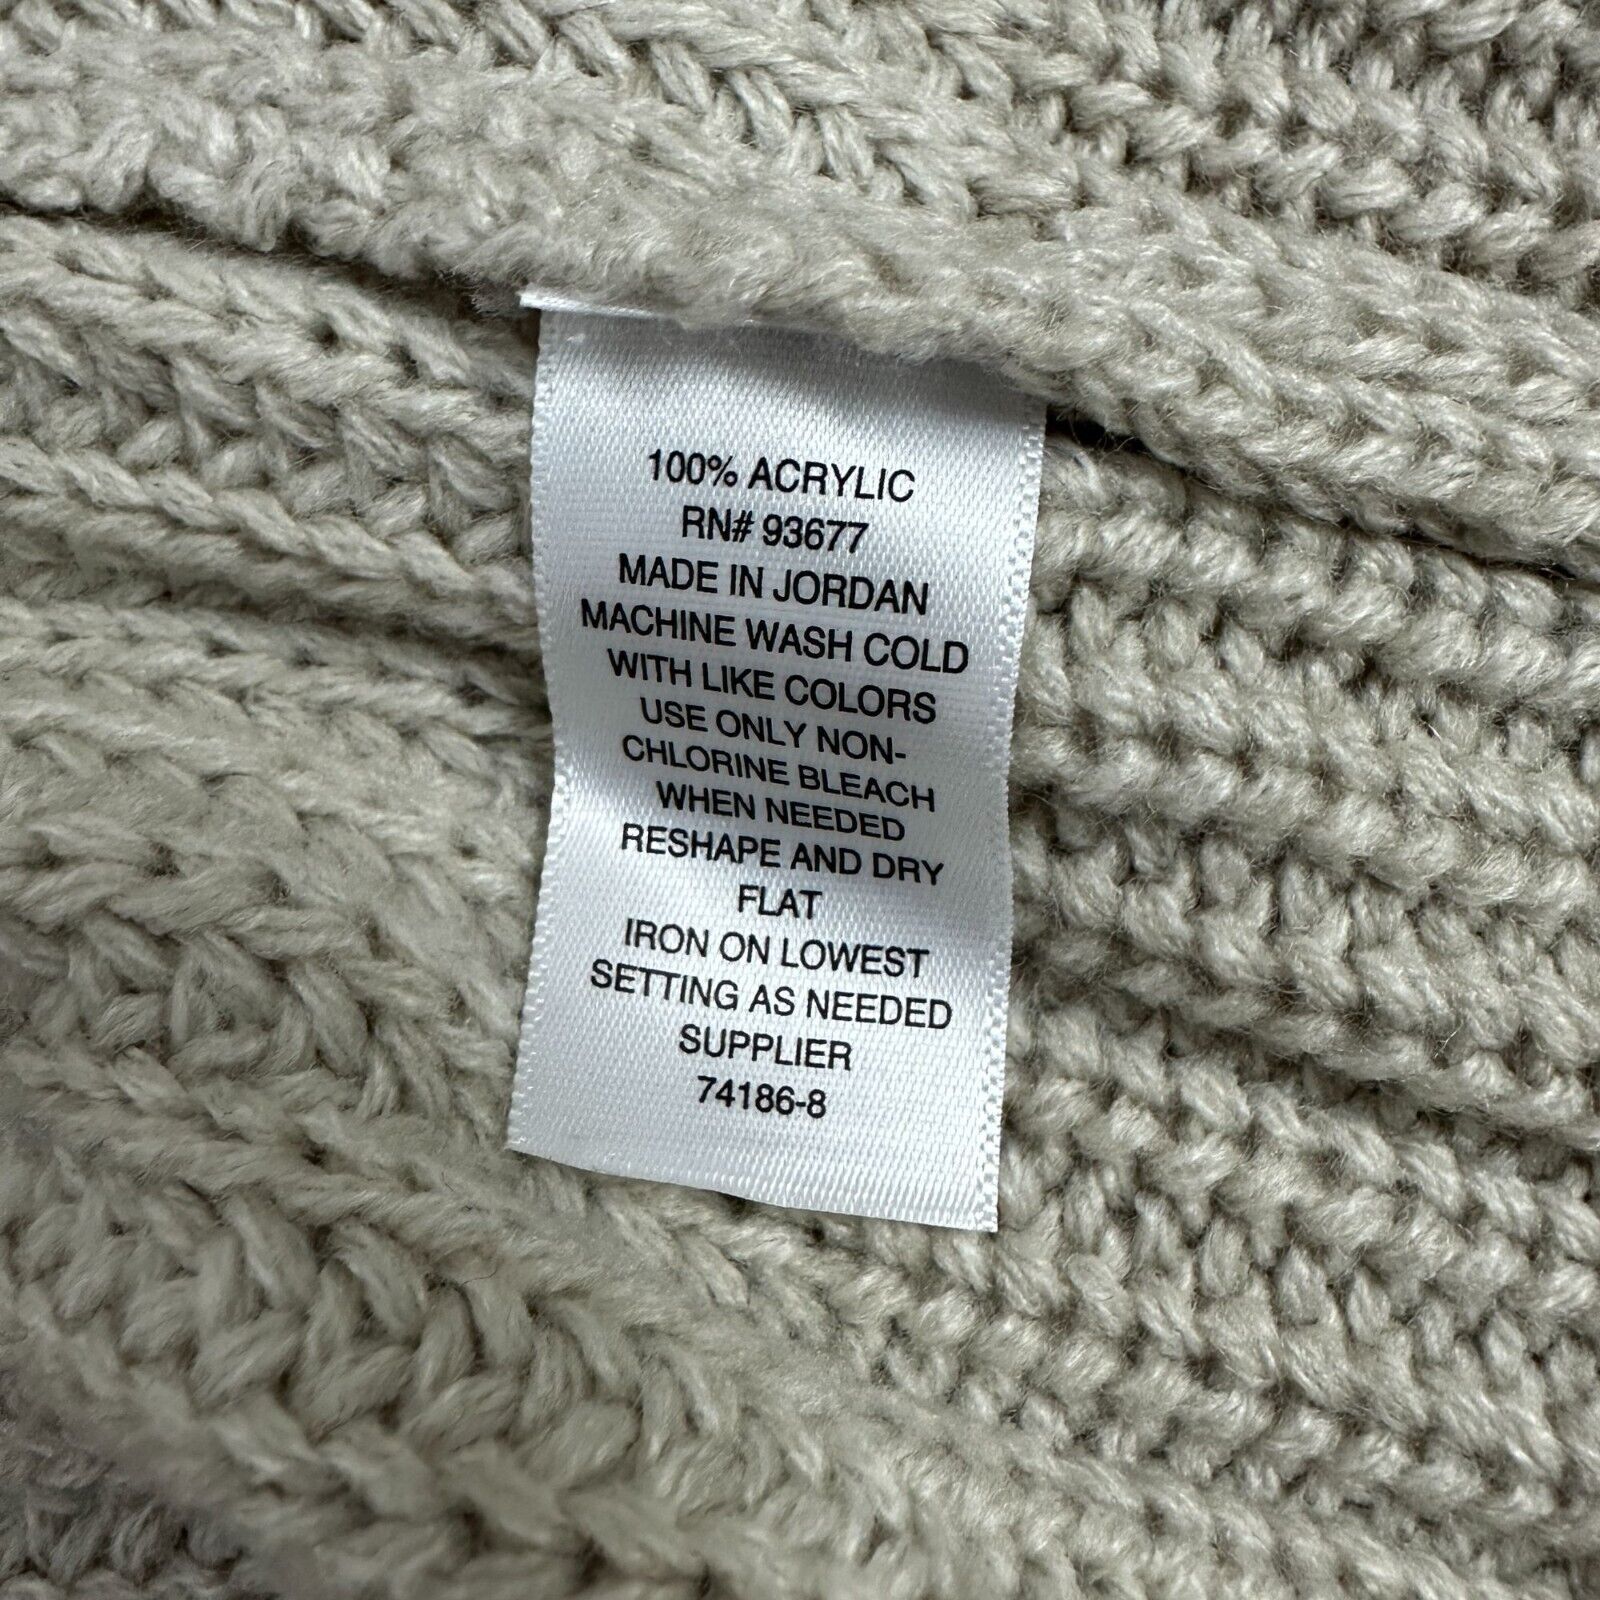 100% ACRYLIC
RN# 93677
MADE IN JORDAN
MACHINE WASH COLD
WITH LIKE COLORS
USE ONLY NON-
CHLORINE BLEACH
WHEN NEEDED
RESHAPE AND DRY
FLAT
IRON ON LOWEST
SETTING AS NEEDED
SUPPLIER
74186-8